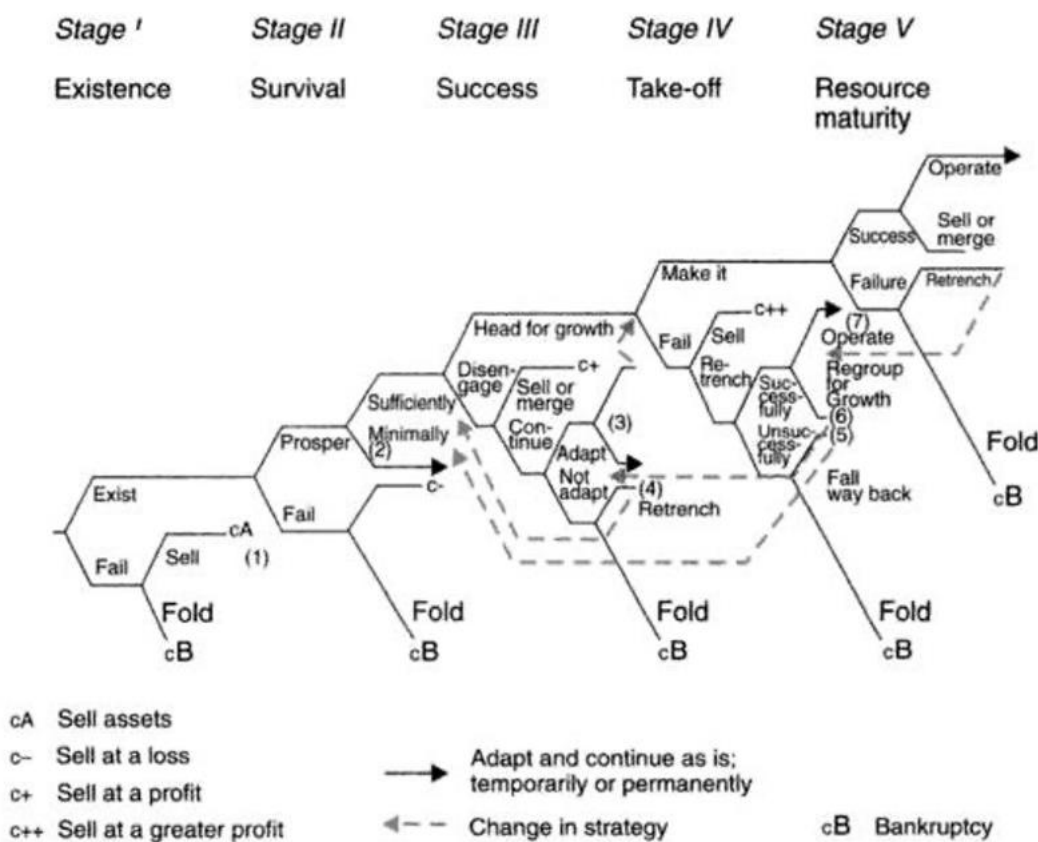 Stage I
Stage II
Stage III
Stage IV
Stage V
Existence
Survival
Success
Take-off
Resource
maturity
Operate
Sell or
merge
Success
Failure
Retrench
Make it
Head for growth
Fail
Sell
c++
Re-
trench
(7)
Operate
Suc-
cess-
fully
Regroup
for
Growth
(6)
Unsuc-
cess-
fully
(5)
Fall
way back
Fold
cB
Disen-
gage
c+
Sell or
merge
Con-
tinue
(3)
Adapt
Not
adapt
(4)
Retrench
Sufficiently
Prosper
Minimally
(2)
Exist
Fail
c-
Fail
Sell
cA
(1)
Fold
cB
Fold
cB
Fold
cB
Fold
cB
cA Sell assets
c– Sell at a loss
c+ Sell at a profit
c++ Sell at a greater profit
Adapt and continue as is;
temporarily or permanently
Change in strategy
cB Bankruptcy